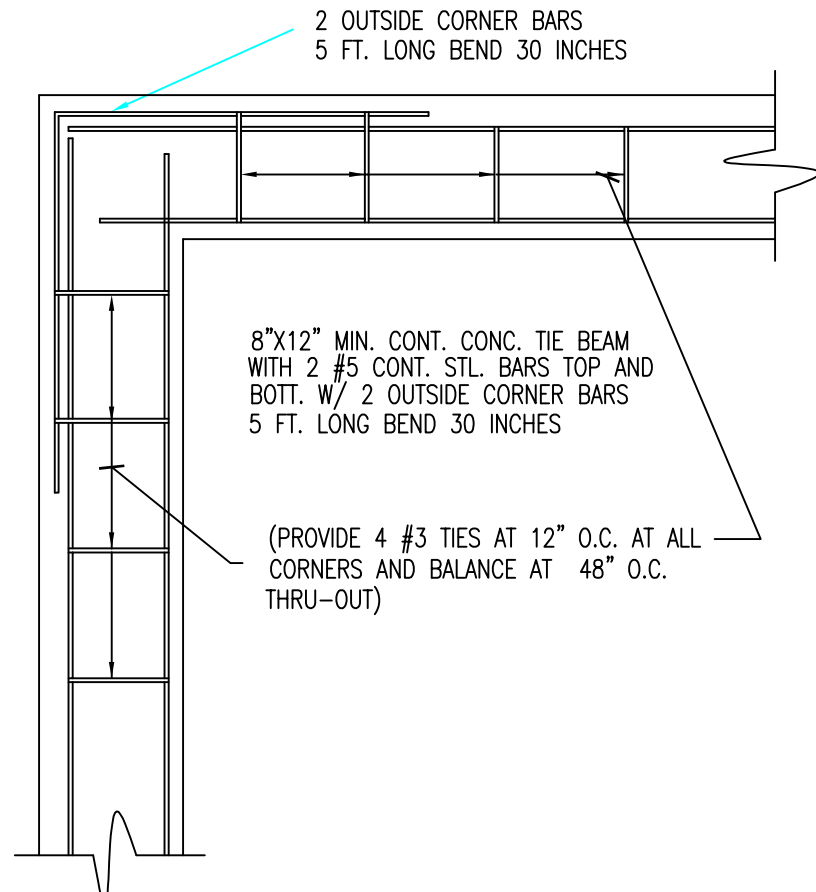 2 OUTSIDE CORNER BARS
5 FT. LONG BEND 30 INCHES
8"X12" MIN. CONT. CONC. TIE BEAM
WITH 2 #5 CONT. STL. BARS TOP AND
BOTT. W/ 2 OUTSIDE CORNER BARS
5 FT. LONG BEND 30 INCHES
(PROVIDE 4 #3 TIES AT 12" O.C. AT ALL
CORNERS AND BALANCE AT 48" O.C.
THRU-OUT)